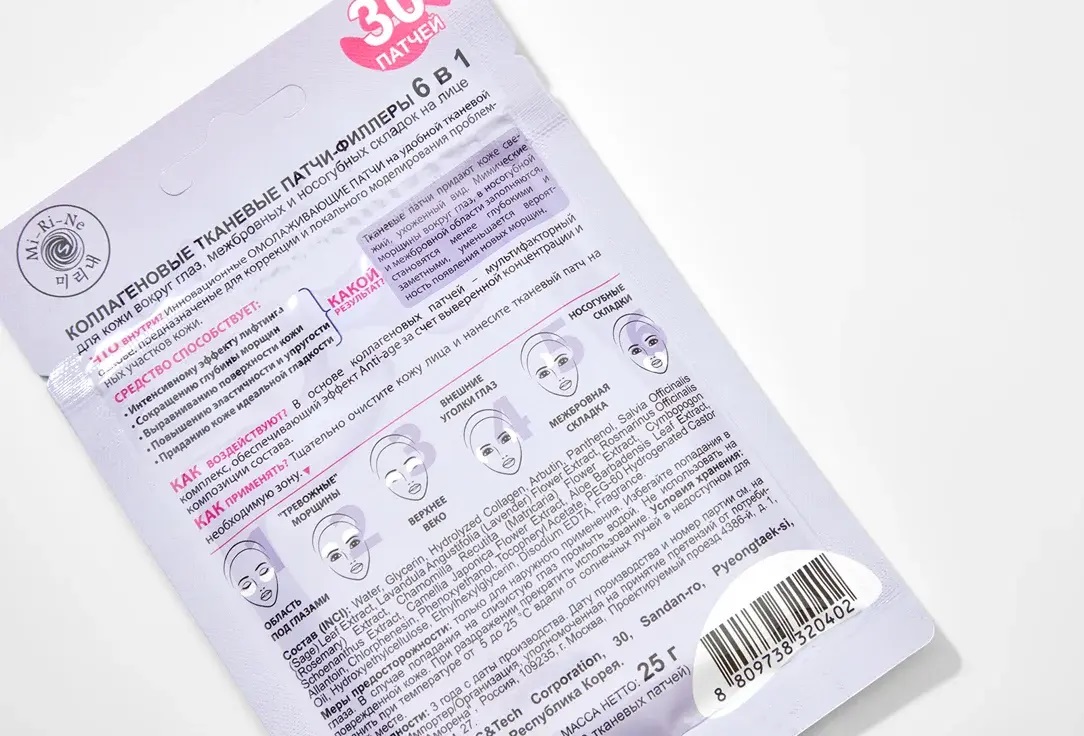 30
ПАТЧЕЙ
Mi-Ri-Ne
미리내
КОЛЛАГЕНОВЫЕ ТКАНЕВЫЕ ПАТЧИ-ФИЛЛЕРЫ 6 в 1
для кожи вокруг глаз, межбровных и носогубных складок на лице
ЧТО ВНУТРИ? Инновационные ОМОЛАЖИВАЮЩИЕ ПАТЧИ на удобной тканевой
основе, предназначеные для коррекции и локального моделирования проблем-
ных участков кожи.
СРЕДСТВО СПОСОБСТВУЕТ:
• Интенсивному эффекту лифтинга
• Сокращению глубины морщин
• Выравниванию поверхности кожи
• Повышению эластичности и упругости
• Приданию коже идеальной гладкости
КАКОЙ
РЕЗУЛЬТАТ?
Тканевые патчи придают коже све-
жий, ухоженный вид. Мимические
морщины вокруг глаз, в носогубной
и межбровной области заполняются,
становятся менее глубокими и
заметными, уменьшается вероят-
ность появления новых морщин.
КАК ВОЗДЕЙСТВУЮТ? В основе коллагеновых патчей – мультифакторный
комплекс, обеспечивающий эффект Anti-age за счет выверенной концентрации и
композиции состава.
КАК ПРИМЕНЯТЬ? Тщательно очистите кожу лица и нанесите тканевый патч на
необходимую зону.
1
ОБЛАСТЬ
ПОД ГЛАЗАМИ
2
"ТРЕВОЖНЫЕ"
МОРЩИНЫ
3
ВЕРХНЕЕ
ВЕКО
4
ВНЕШНИЕ
УГОЛКИ ГЛАЗ
5
МЕЖБРОВНАЯ
СКЛАДКА
6
НОСОГУБНЫЕ
СКЛАДКИ
Состав (INCI): Water, Glycerin, Hydrolyzed Collagen, Arbutin, Panthenol, Salvia Officinalis
(Sage) Leaf Extract, Lavandula Angustifolia (Lavender) Flower Extract, Rosmarinus Officinalis
(Rosemary) Extract, Chamomilla Recutita (Matricaria) Flower Extract, Cymbopogon
Schoenanthus Extract, Camellia Japonica Flower Extract, Aloe Barbadensis Leaf Extract,
Allantoin, Chlorphenesin, Phenoxyethanol, Tocopheryl Acetate, PEG-60 Hydrogenated Castor
Oil, Hydroxyethylcellulose, Ethylhexylglycerin, Disodium EDTA, Fragrance
Меры предосторожности: только для наружного применения. Избегайте попадания в
глаза. В случае попадания на слизистую глаз промыть водой. Не использовать на
поврежденной коже. При раздражении прекратить использование. Условия хранения:
при температуре от 5 до 25 °C вдали от солнечных лучей в недоступном для
месте.
3 года с даты производства. Дату производства и номер партии см. на
Импортер/Организация, уполномоченная на принятие претензий от потреби-
Россия, 109235, г. Москва, Проектируемый проезд 4386-й, д. 1,
27.
C&Tech Corporation, 30, Sandan-ro, Pyeongtaek-si,
Республика Корея.
МАССА НЕТТО: 25 г
тканевых патчей)
8 809738 320402